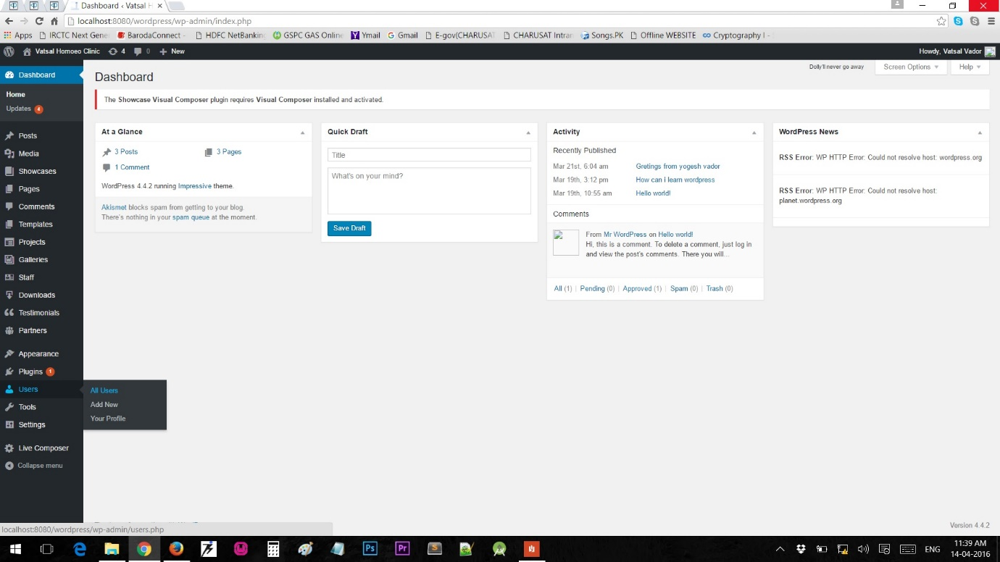 Dashboard ‹ Vatsal H
localhost:8080/wordpress/wp-admin/index.php
Apps IRCTC Next Gene BarodaConnect - HDFC NetBanking GSPC GAS Online Ymail Gmail E-gov(CHARUSAT CHARUSAT Intran Songs.PK Offline WEBSITE Cryptography I -
Vatsal Homoeo Clinic 4 0 New Howdy, Vatsal Vador
Dashboard
Home
Updates 4
Posts
Media
Showcases
Pages
Comments
Templates
Projects
Galleries
Staff
Downloads
Testimonials
Partners
Appearance
Plugins 1
Users
Tools
Settings
Live Composer
Collapse menu
All Users
Add New
Your Profile
Dolly'll never go away Screen Options Help
Dashboard
The Showcase Visual Composer plugin requires Visual Composer installed and activated.
At a Glance
3 Posts 3 Pages
1 Comment
WordPress 4.4.2 running Impressive theme.
Akismet blocks spam from getting to your blog.
There's nothing in your spam queue at the moment.
Quick Draft
Title
What's on your mind?
Save Draft
Activity
Recently Published
Mar 21st, 6:04 am Gretings from yogesh vador
Mar 19th, 3:12 pm How can i learn wordpress
Mar 19th, 10:55 am Hello world!
Comments
From Mr WordPress on Hello world!
Hi, this is a comment. To delete a comment, just log in
and view the post's comments. There you will...
All (1) | Pending (0) | Approved (1) | Spam (0) | Trash (0)
WordPress News
RSS Error: WP HTTP Error: Could not resolve host: wordpress.org
RSS Error: WP HTTP Error: Could not resolve host:
planet.wordpress.org
Version 4.4.2
localhost:8080/wordpress/wp-admin/users.php
Ps Pr S ENG 11:39 AM
14-04-2016